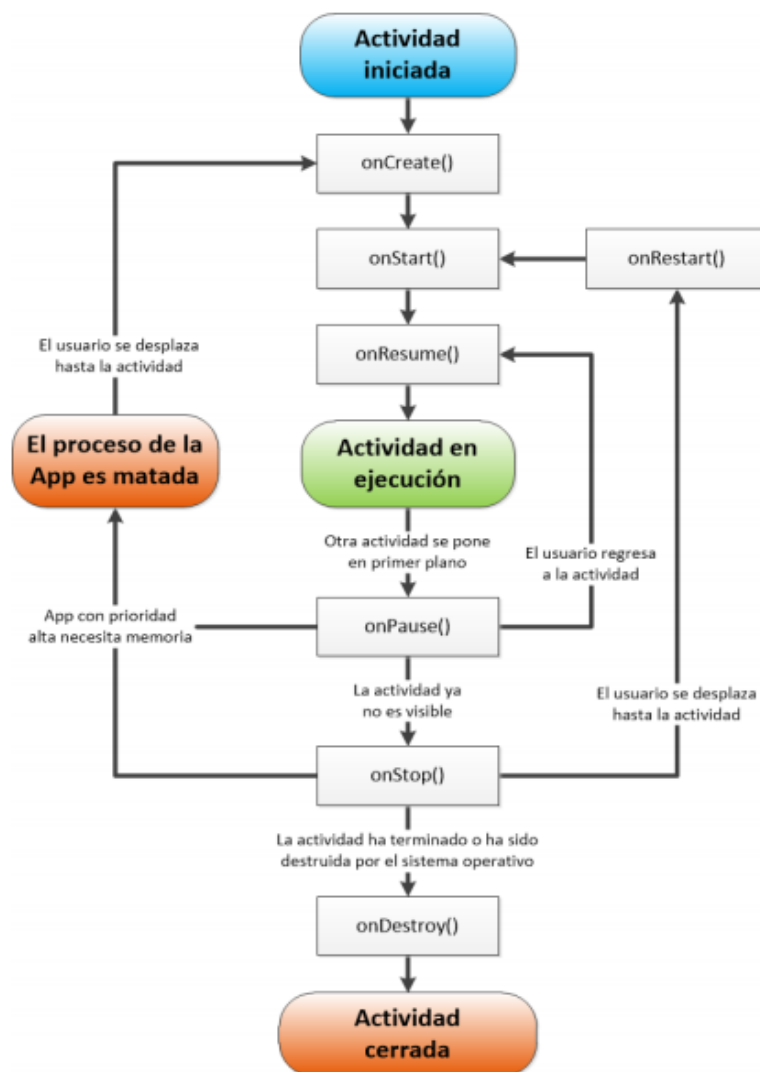 Actividad
iniciada
onCreate()
onStart()
onRestart()
onResume()
El usuario se desplaza
hasta la actividad
El proceso de la
App es matada
Actividad en
ejecución
Otra actividad se pone
en primer plano
El usuario regresa
a la actividad
App con prioridad
alta necesita memoria
onPause()
La actividad ya
no es visible
El usuario se desplaza
hasta la actividad
onStop()
La actividad ha terminado o ha sido
destruida por el sistema operativo
onDestroy()
Actividad
cerrada